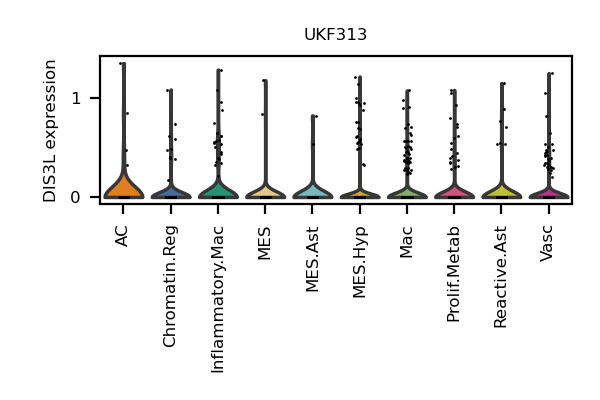 UKF313
DIS3L expression
1
0
AC
Chromatin.Reg
Inflammatory.Mac
MES
MES.Ast
MES.Hyp
Mac
Prolif.Metab
Reactive.Ast
Vasc